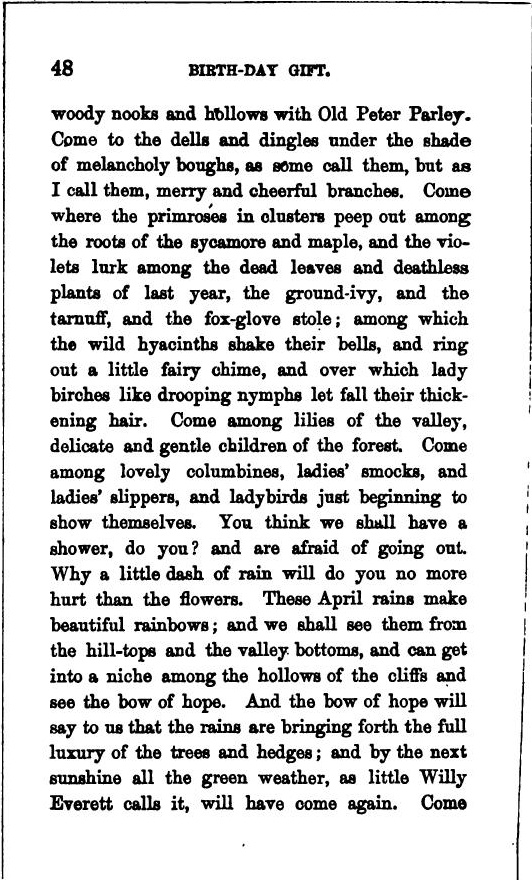 48 BIRTH-DAY GIFT.
woody nooks and hollows with Old Peter Parley.
Come to the dells and dingles under the shade
of melancholy boughs, as some call them, but as
I call them, merry and cheerful branches. Come
where the primroses in clusters peep out among
the roots of the sycamore and maple, and the vio-
lets lurk among the dead leaves and deathless
plants of last year, the ground-ivy, and the
tarnuff, and the fox-glove stole; among which
the wild hyacinths shake their bells, and ring
out a little fairy chime, and over which lady
birches like drooping nymphs let fall their thick-
ening hair. Come among lilies of the valley,
delicate and gentle children of the forest. Come
among lovely columbines, ladies' smocks, and
ladies' slippers, and ladybirds just beginning to
show themselves. You think we shall have a
shower, do you? and are afraid of going out.
Why a little dash of rain will do you no more
hurt than the flowers. These April rains make
beautiful rainbows; and we shall see them from
the hill-tops and the valley bottoms, and can get
into a niche among the hollows of the cliffs and
see the bow of hope. And the bow of hope will
say to us that the rains are bringing forth the full
luxury of the trees and hedges; and by the next
sunshine all the green weather, as little Willy
Everett calls it, will have come again. Come